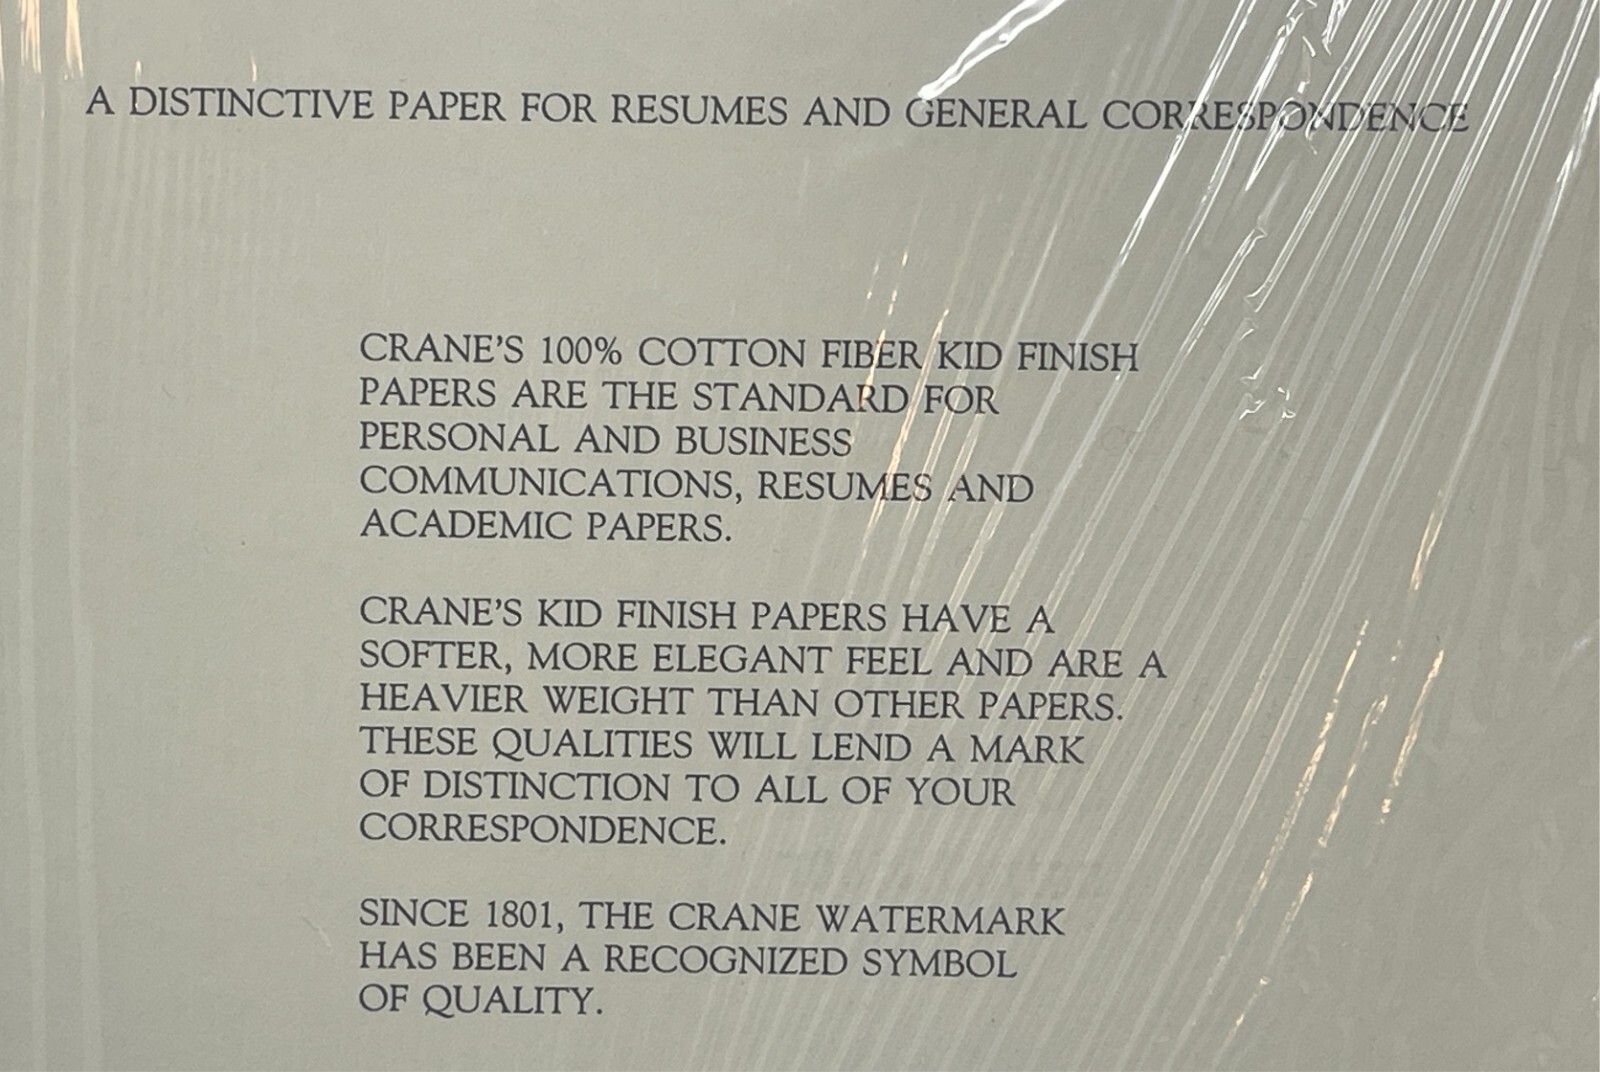 A DISTINCTIVE PAPER FOR RESUMES AND GENERAL CORRESPONDENCE
CRANE'S 100% COTTON FIBER KID FINISH
PAPERS ARE THE STANDARD FOR
PERSONAL AND BUSINESS
COMMUNICATIONS, RESUMES AND
ACADEMIC PAPERS.
CRANE'S KID FINISH PAPERS HAVE A
SOFTER, MORE ELEGANT FEEL AND ARE A
HEAVIER WEIGHT THAN OTHER PAPERS.
THESE QUALITIES WILL LEND A MARK
OF DISTINCTION TO ALL OF YOUR
CORRESPONDENCE.
SINCE 1801, THE CRANE WATERMARK
HAS BEEN A RECOGNIZED SYMBOL
OF QUALITY.